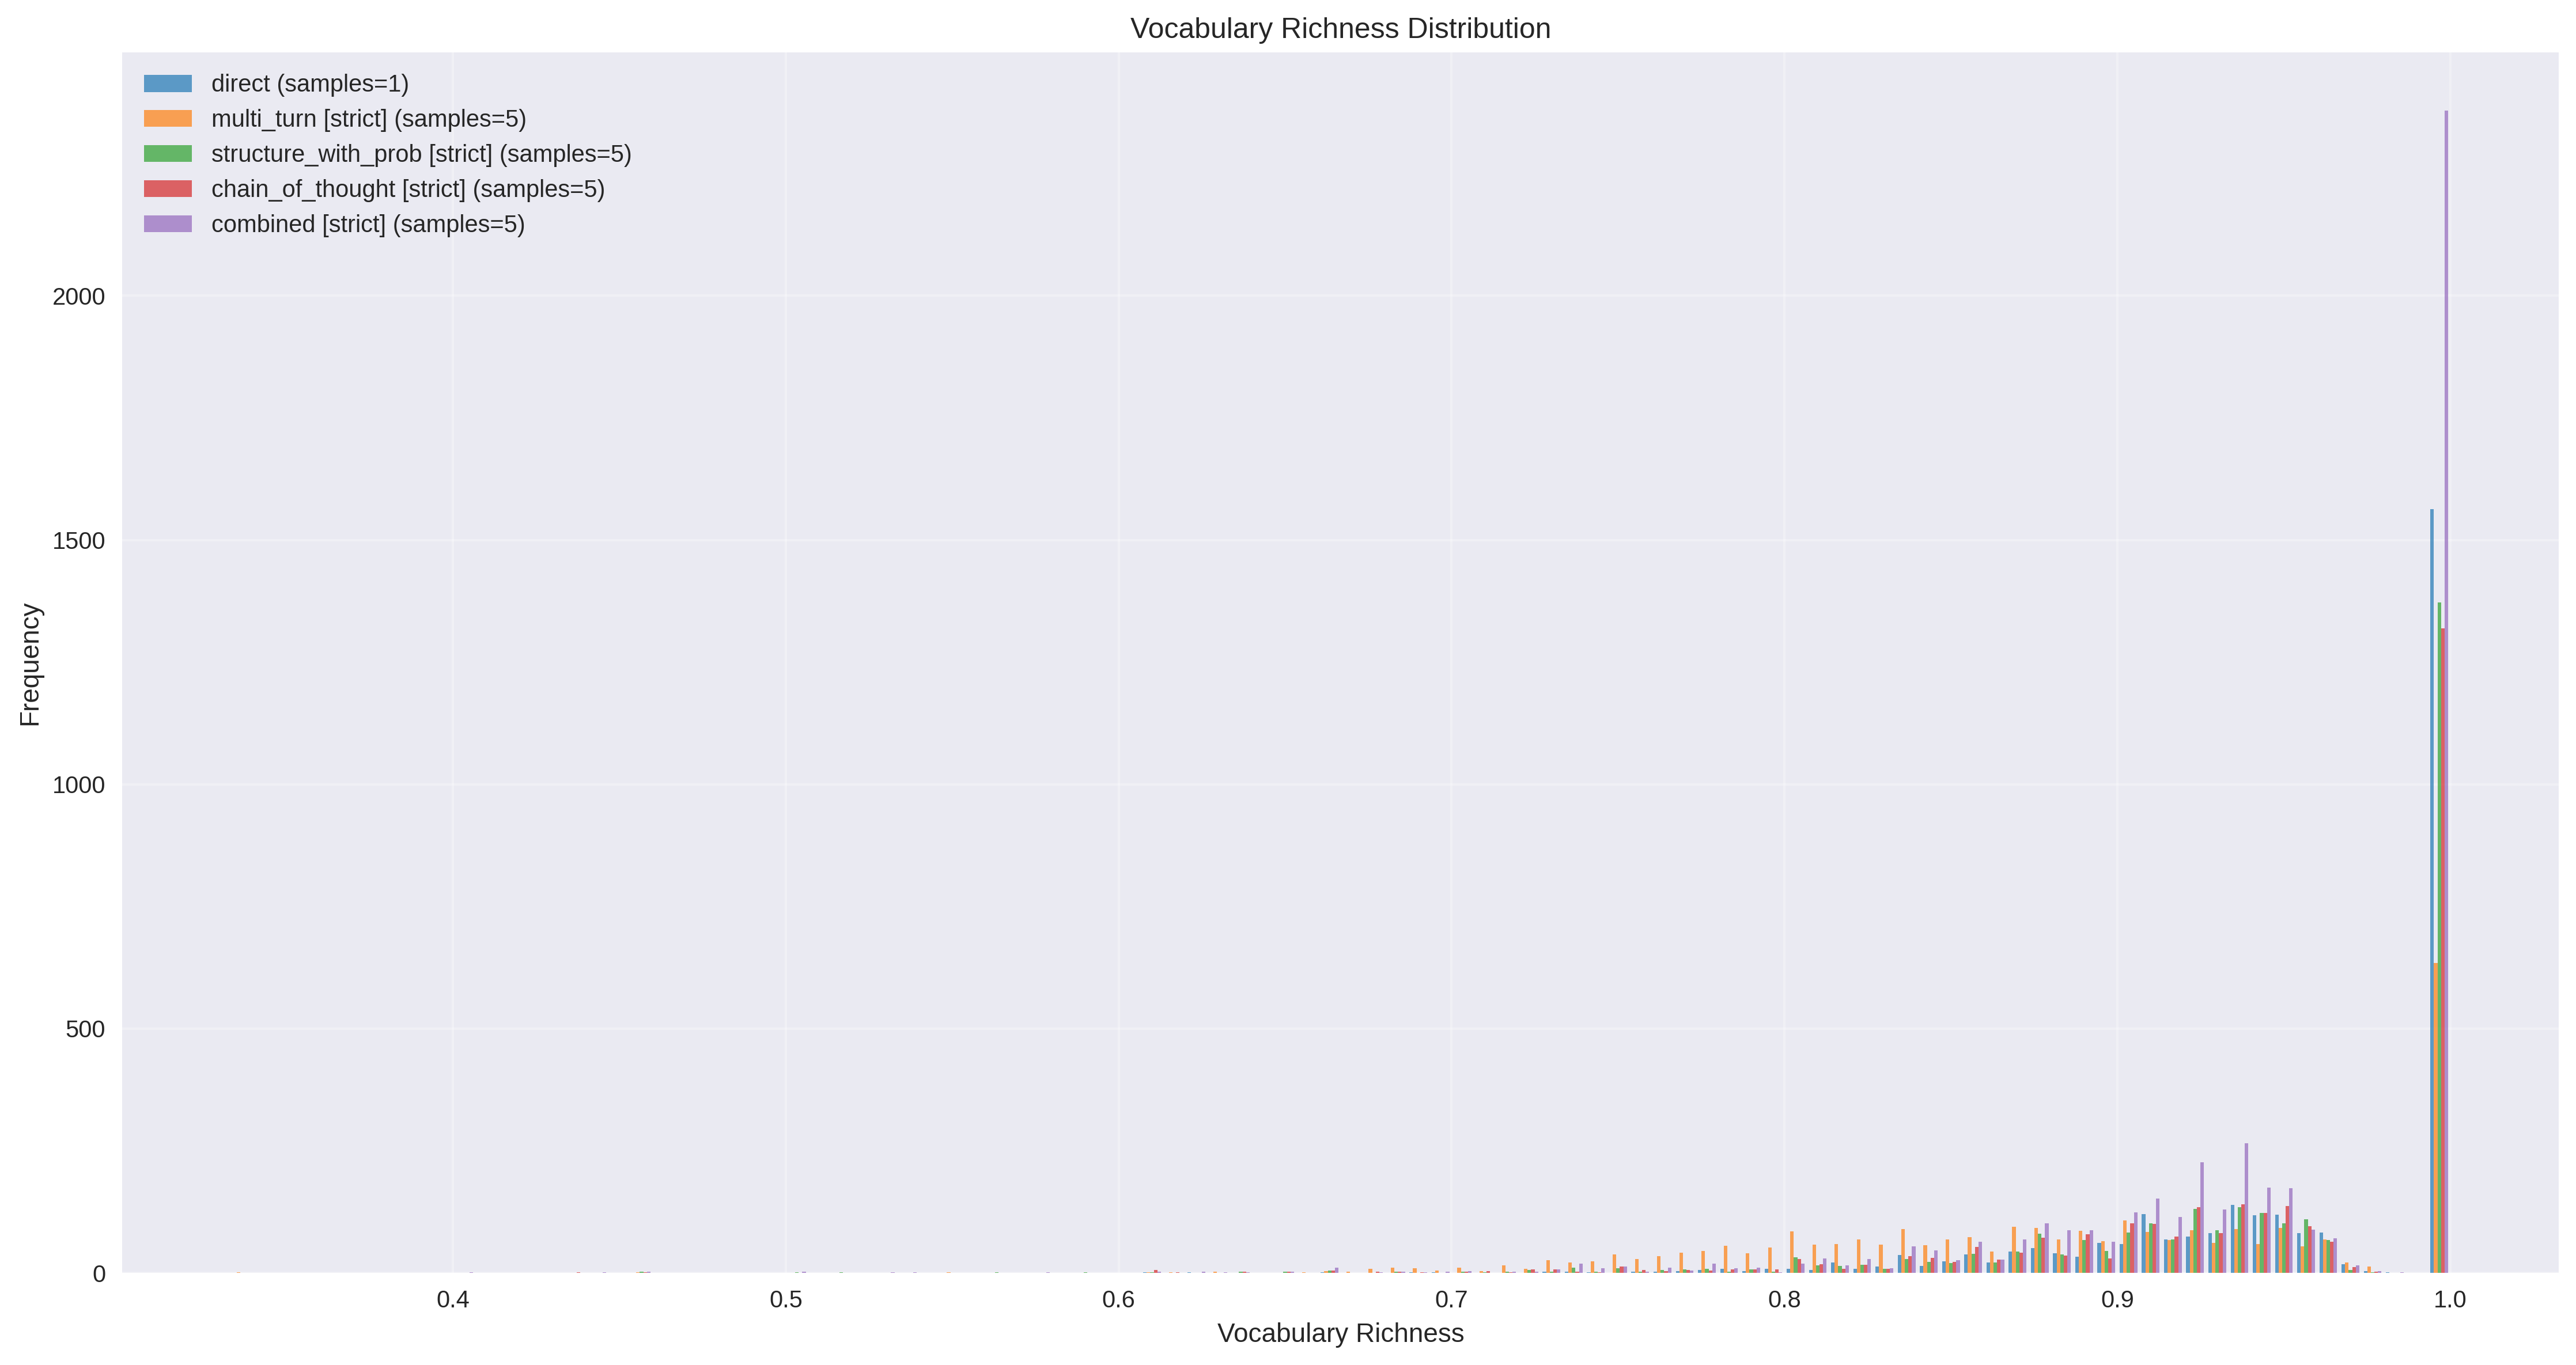 Vocabulary Richness Distribution
direct (samples=1)
multi_turn [strict] (samples=5)
structure_with_prob [strict] (samples=5)
chain_of_thought [strict] (samples=5)
combined [strict] (samples=5)
2000
1500
1000
500
0
Frequency
0.4 0.5 0.6 0.7 0.8 0.9 1.0
Vocabulary Richness